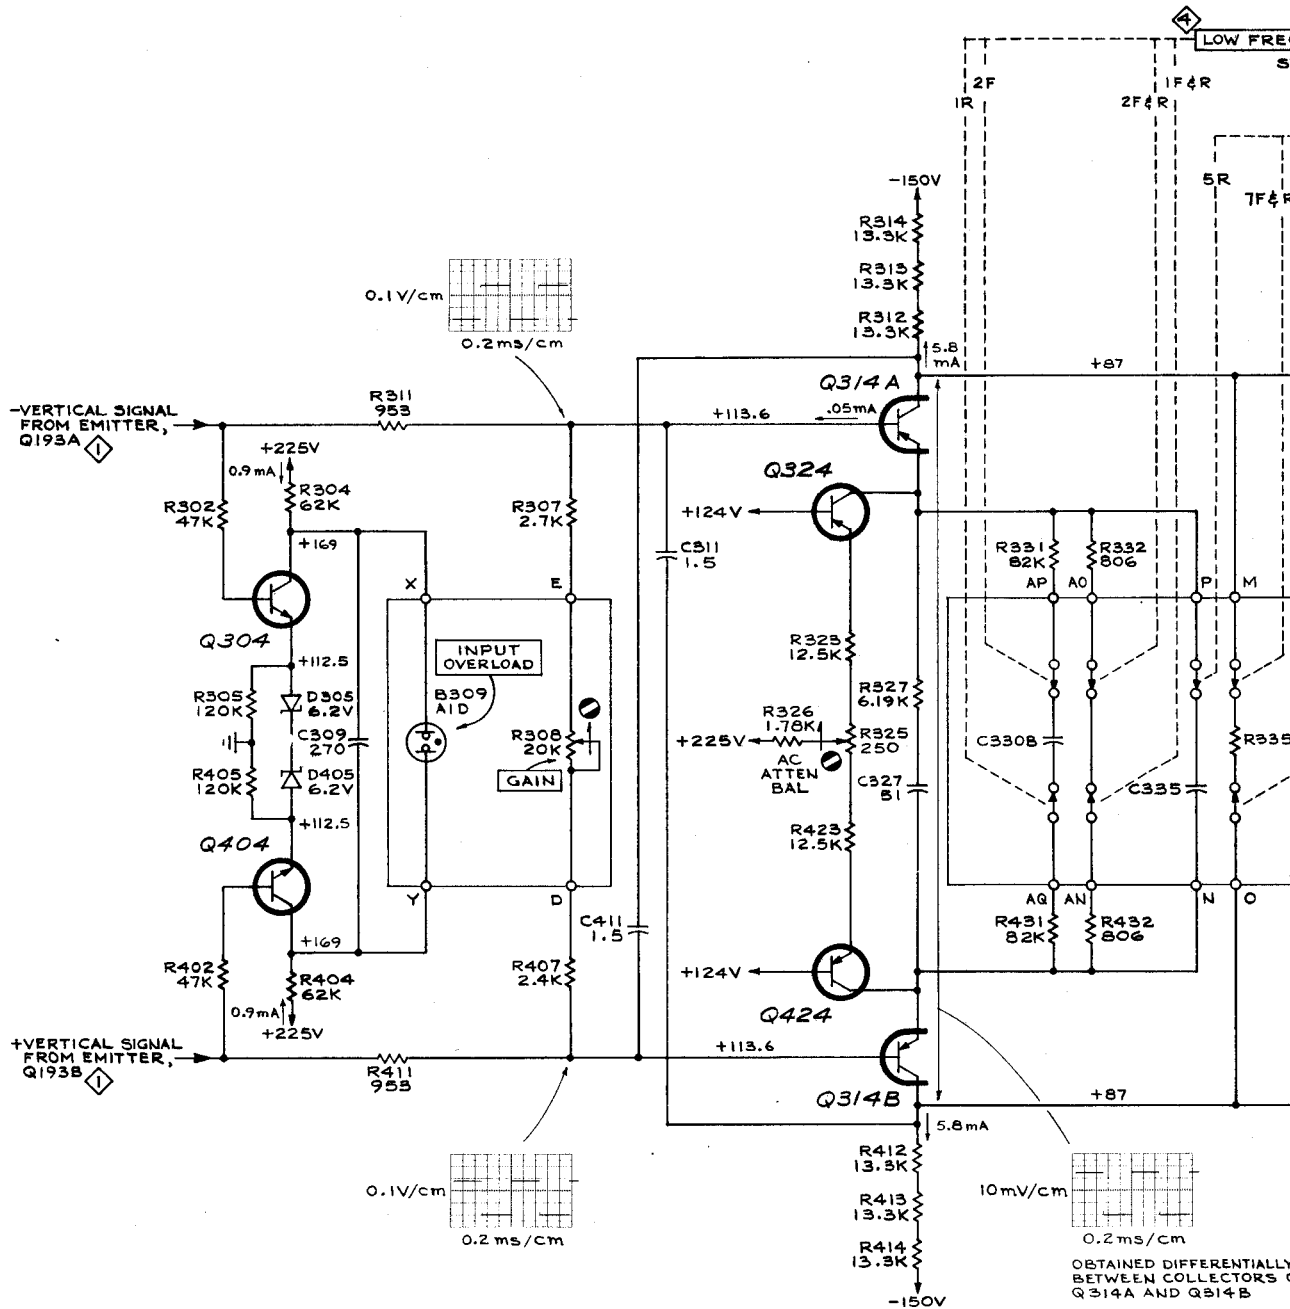 4
LOW FREQ
S
2F
1R
1F&R
2F&R
5R
7F&R
-150V
R314
13.3K
R313
13.3K
R312
13.3K
5.8
mA
+87
0.1V/cm
0.2ms/cm
Q314A
-VERTICAL SIGNAL
FROM EMITTER,
Q193A
1
R311
953
+113.6
.05mA
+225V
0.9mA
R304
62K
R302
47K
R307
2.7K
Q324
+124V
+169
C311
1.5
R331
82K
R332
806
X
E
AP
AO
P
M
Q304
INPUT
OVERLOAD
R323
12.5K
+112.5
R305
120K
D305
6.2V
B309
AID
R327
6.19K
C309
270
R308
20K
R326
1.78K
+225V
R325
250
C330B
R335
R405
120K
D405
6.2V
GAIN
AC
ATTEN
BAL
C327
B1
C335
+112.5
Q404
R423
12.5K
Y
D
AQ
AN
N
O
C411
1.5
R431
82K
R432
806
+169
R402
47K
R404
62K
R407
2.4K
+124V
0.9mA
+225V
Q424
+VERTICAL SIGNAL
FROM EMITTER,
Q193B
1
R411
953
+113.6
Q314B
+87
5.8mA
R412
13.3K
0.1V/cm
10mV/cm
R413
13.3K
0.2ms/cm
0.2ms/cm
R414
13.3K
OBTAINED DIFFERENTIALLY
BETWEEN COLLECTORS
Q314A AND Q314B
-150V